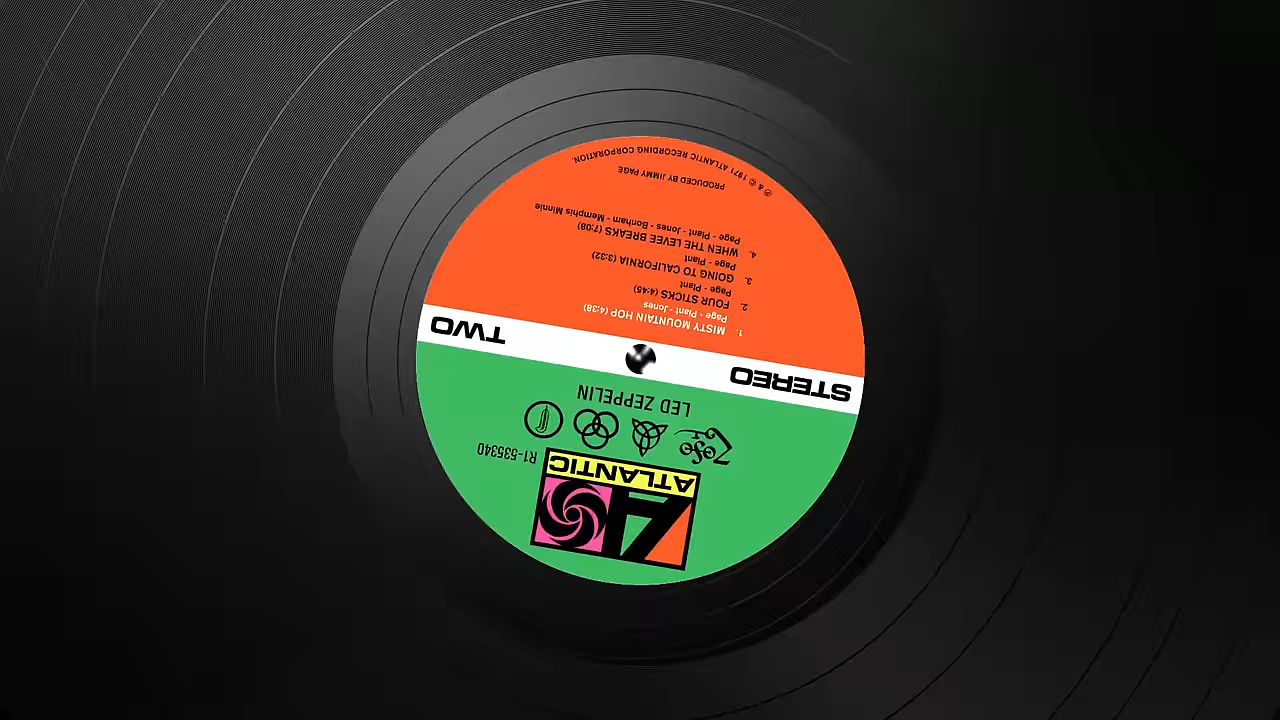 ATLANTIC
R1-535340
ZoSo
LED ZEPPELIN
STEREO TWO
1. MISTY MOUNTAIN HOP (4:38)
Page - Plant - Jones
2. FOUR STICKS (4:45)
Page - Plant
3. GOING TO CALIFORNIA (3:32)
Page - Plant
4. WHEN THE LEVEE BREAKS (7:08)
Page - Plant - Jones - Bonham - Memphis Minnie
PRODUCED BY JIMMY PAGE
℗ & © 1971 ATLANTIC RECORDING CORPORATION.